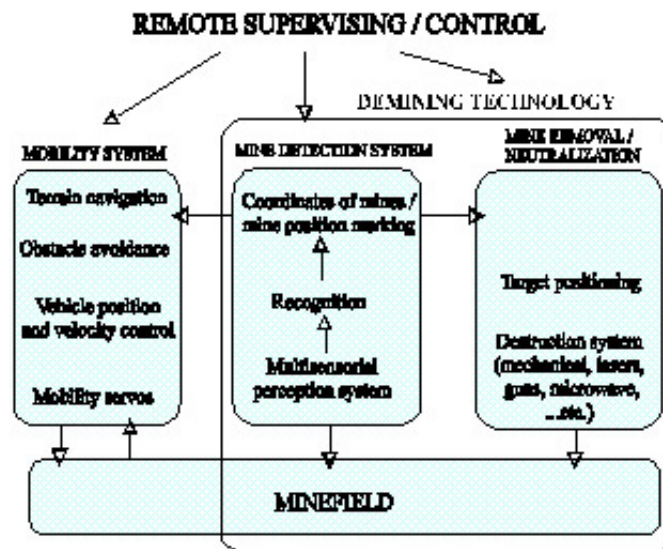 REMOTE SUPERVISING / CONTROL
DEMINING TECHNOLOGY
MOBILITY SYSTEM
Terrain navigation
Obstacle avoidance
Vehicle position
and velocity control
Mobility servos
MINE DETECTION SYSTEM
Coordinates of mines /
mine position marking
Recognition
Multisensorial
perception system
MINE REMOVAL /
NEUTRALIZATION
Target positioning
Destruction system
(mechanical, lasers,
guns, microwave,
...etc.)
MINEFIELD